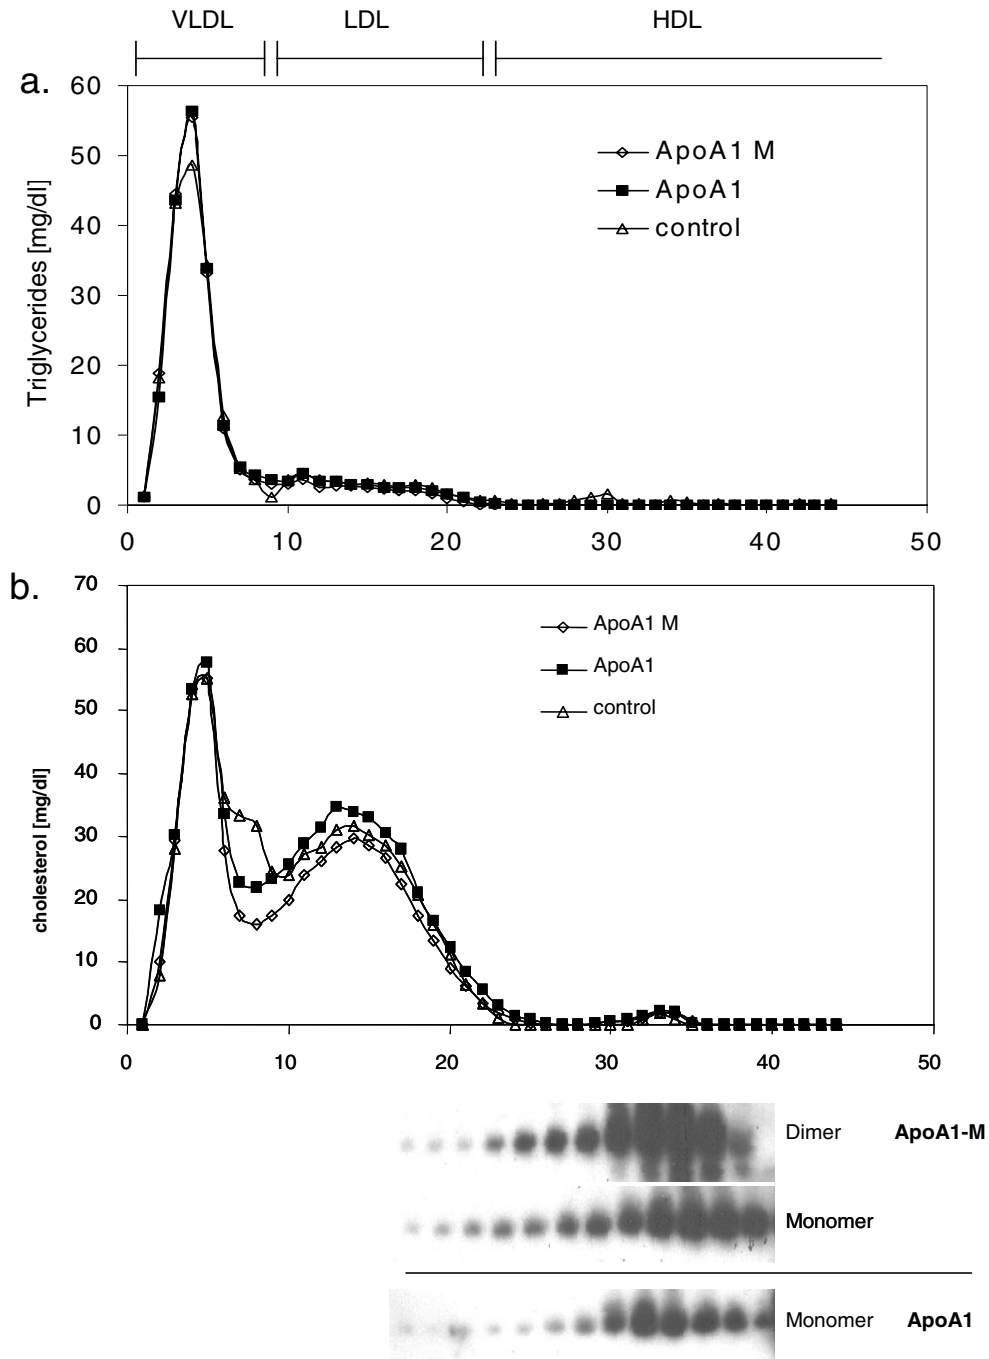 VLDL LDL HDL
a.
60
50
40
30
20
10
0
Triglycerides [mg/dl]
ApoA1 M
ApoA1
control
0 10 20 30 40 50
b.
70
60
50
40
30
20
10
0
cholesterol [mg/dl]
ApoA1 M
ApoA1
control
0 10 20 30 40 50
Dimer ApoA1-M
Monomer
Monomer ApoA1